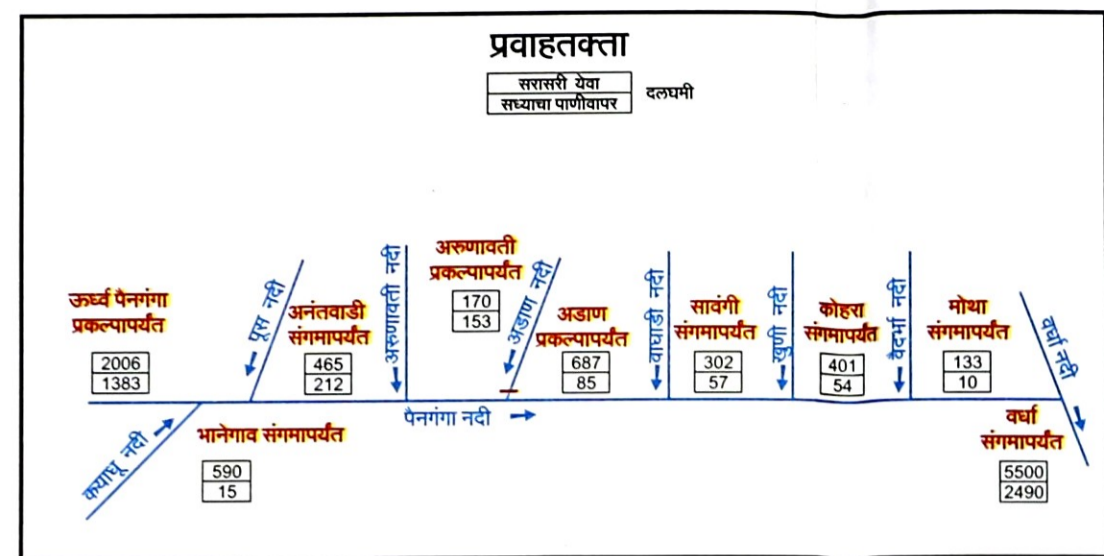 प्रवाहतक्ता
सरासरी येवा
सध्याचा पाणीवापर
दलघमी
ऊर्ध्व पैनगंगा
प्रकल्पापर्यंत
2006
1383
कयाधू नदी
भानेगाव संगमापर्यंत
590
15
पूस नदी
अनंतवाडी
संगमापर्यंत
465
212
अरुणावती नदी
अरुणावती
प्रकल्पापर्यंत
170
153
अडाण नदी
अडाण
प्रकल्पापर्यंत
687
85
वाघाडी नदी
सावंगी
संगमापर्यंत
302
57
खुणी नदी
कोहरा
संगमापर्यंत
401
54
वैदर्भा नदी
मोथा
संगमापर्यंत
133
10
वर्धा नदी
पैनगंगा नदी
वर्धा
संगमापर्यंत
5500
2490